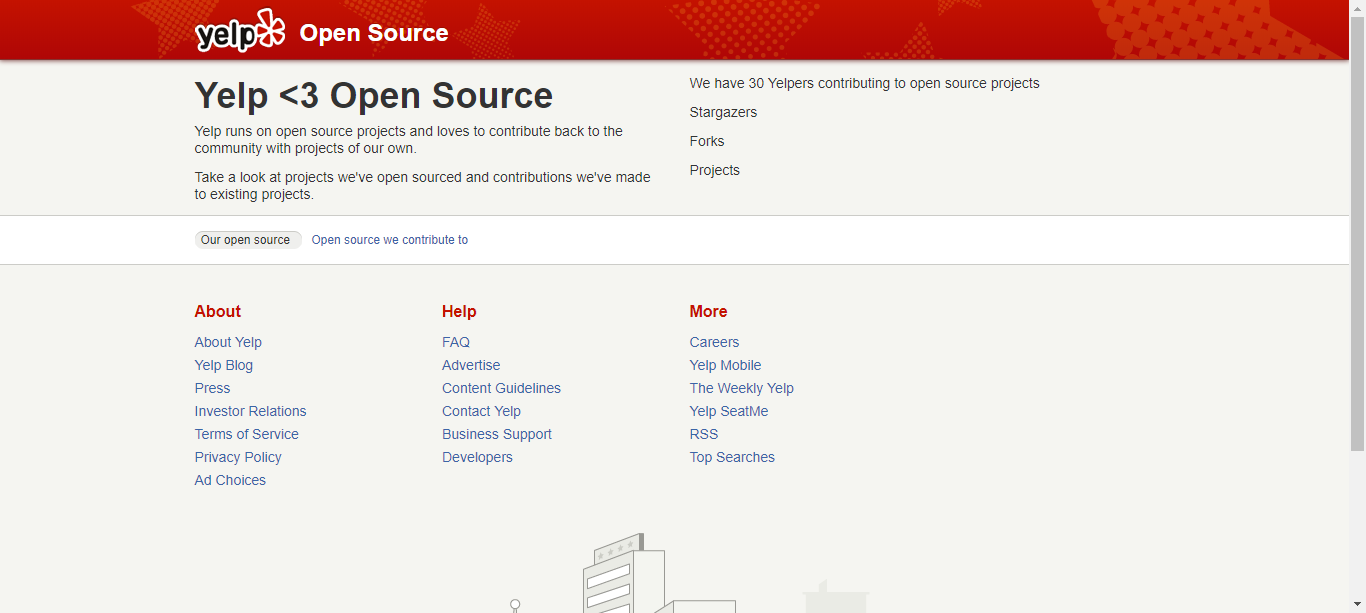 yelp Open Source
Yelp <3 Open Source
Yelp runs on open source projects and loves to contribute back to the
community with projects of our own.
Take a look at projects we've open sourced and contributions we've made
to existing projects.
We have 30 Yelpers contributing to open source projects
Stargazers
Forks
Projects
Our open source Open source we contribute to
About
About Yelp
Yelp Blog
Press
Investor Relations
Terms of Service
Privacy Policy
Ad Choices
Help
FAQ
Advertise
Content Guidelines
Contact Yelp
Business Support
Developers
More
Careers
Yelp Mobile
The Weekly Yelp
Yelp SeatMe
RSS
Top Searches